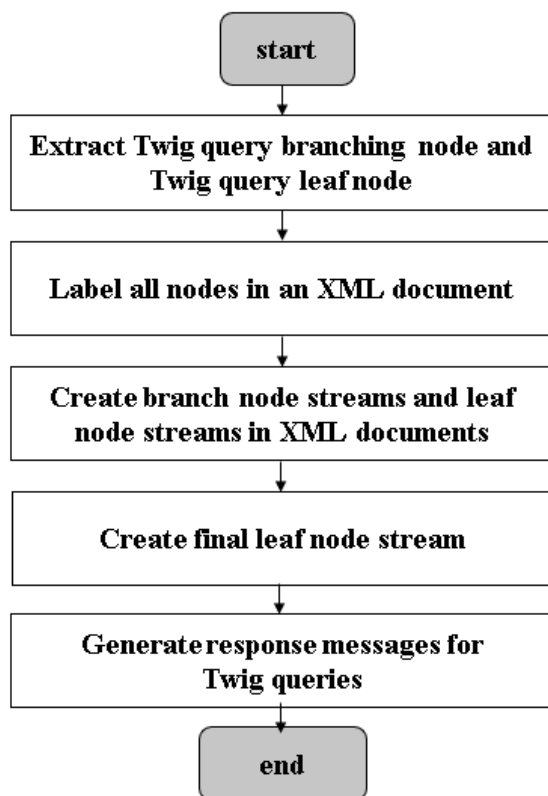 start
Extract Twig query branching node and
Twig query leaf node
Label all nodes in an XML document
Create branch node streams and leaf
node streams in XML documents
Create final leaf node stream
Generate response messages for
Twig queries
end